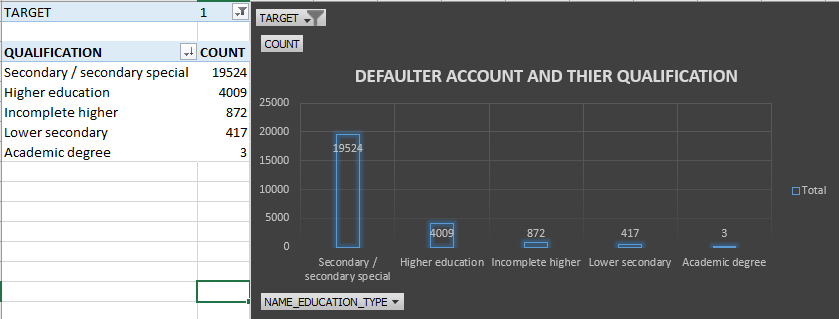 TARGET 1
QUALIFICATION COUNT
Secondary / secondary special 19524
Higher education 4009
Incomplete higher 872
Lower secondary 417
Academic degree 3
TARGET
COUNT
DEFAULTER ACCOUNT AND THIER QUALIFICATION
25000
20000
15000
10000
5000
0
19524
4009
872
417
3
Secondary /
secondary special
Higher education
Incomplete higher
Lower secondary
Academic degree
Total
NAME_EDUCATION_TYPE